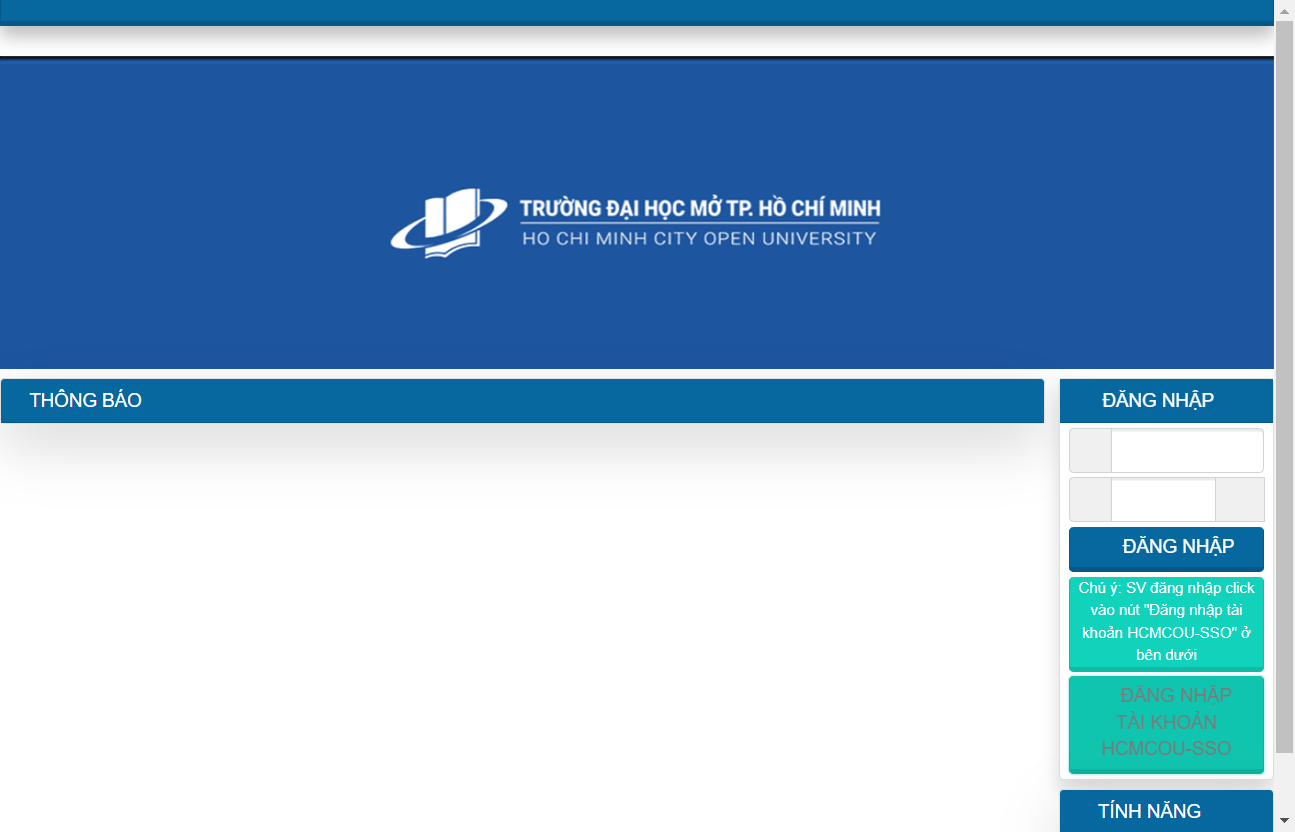 TRƯỜNG ĐẠI HỌC MỞ TP. HỒ CHÍ MINH
HO CHI MINH CITY OPEN UNIVERSITY
THÔNG BÁO
ĐĂNG NHẬP
ĐĂNG NHẬP
Chú ý: SV đăng nhập click
vào nút "Đăng nhập tài
khoản HCMCOU-SSO" ở
bên dưới
ĐĂNG NHẬP
TÀI KHOẢN
HCMCOU-SSO
TÍNH NĂNG